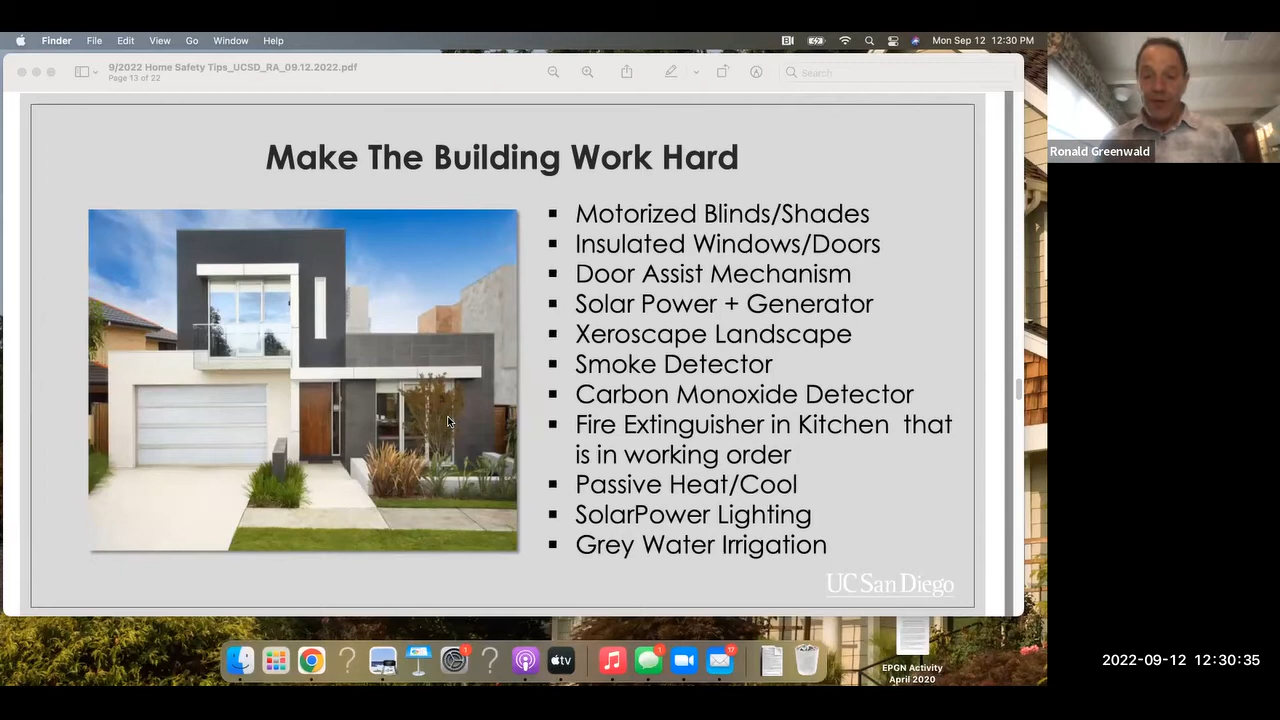 Finder File Edit View Go Window Help
Mon Sep 12 12:30 PM
9/2022 Home Safety Tips_UCSD_RA_09.12.2022.pdf
Page 13 of 22
Search
Ronald Greenwald
Make The Building Work Hard
Motorized Blinds/Shades
Insulated Windows/Doors
Door Assist Mechanism
Solar Power + Generator
Xeroscape Landscape
Smoke Detector
Carbon Monoxide Detector
Fire Extinguisher in Kitchen that
is in working order
Passive Heat/Cool
SolarPower Lighting
Grey Water Irrigation
UC San Diego
1
tv
1
17
EPGN Activity
April 2020
2022-09-12 12:30:35